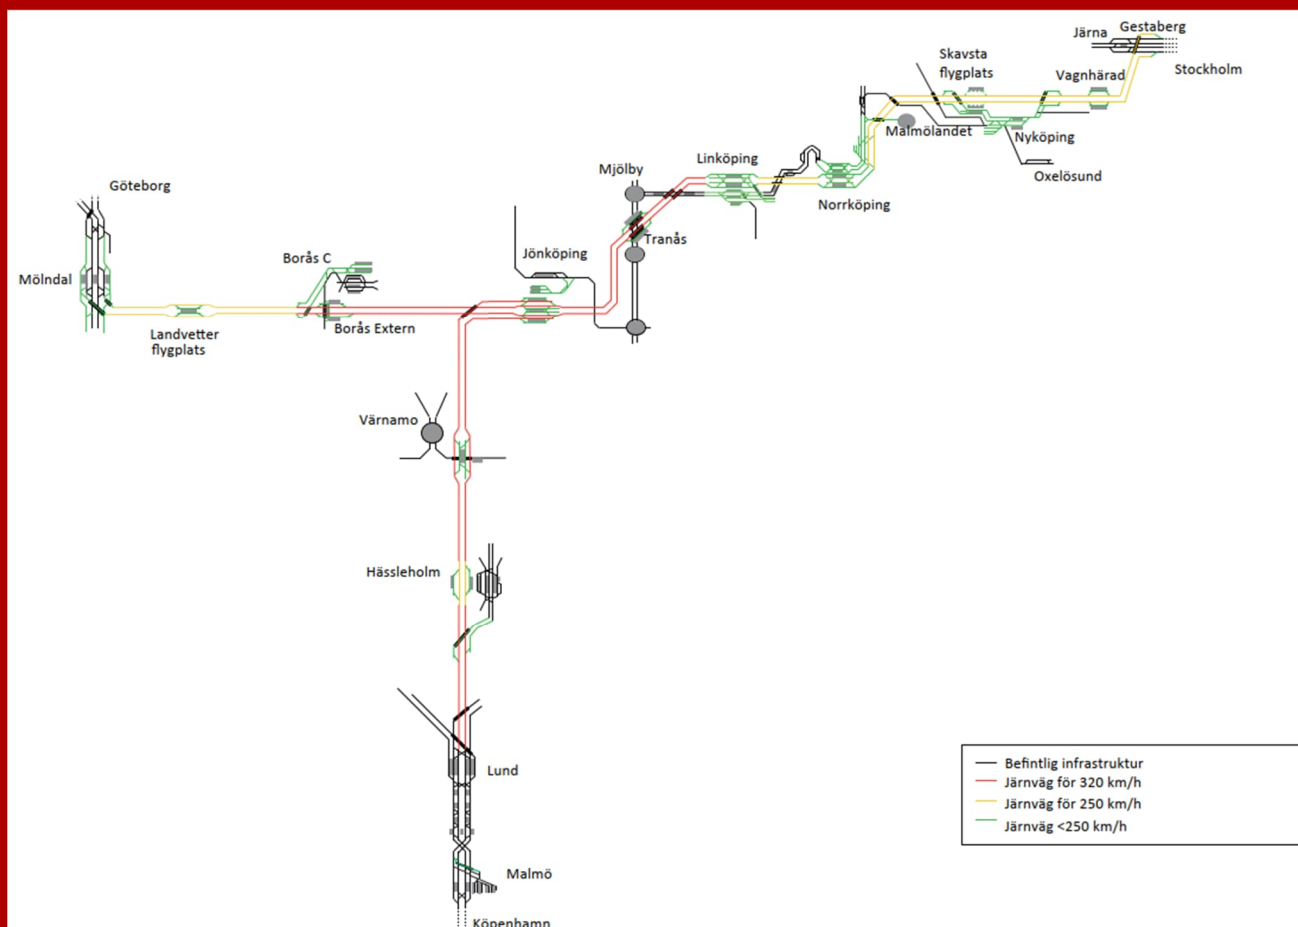 Gestaberg
Järna
Stockholm
Skavsta
flygplats
Vagnhärad
Malmölandet
Nyköping
Oxelösund
Linköping
Norrköping
Mjölby
Tranås
Göteborg
Mölndal
Borås C
Jönköping
Landvetter
flygplats
Borås Extern
Värnamo
Hässleholm
Lund
Malmö
Köpenhamn
Befintlig infrastruktur
Järnväg för 320 km/h
Järnväg för 250 km/h
Järnväg <250 km/h